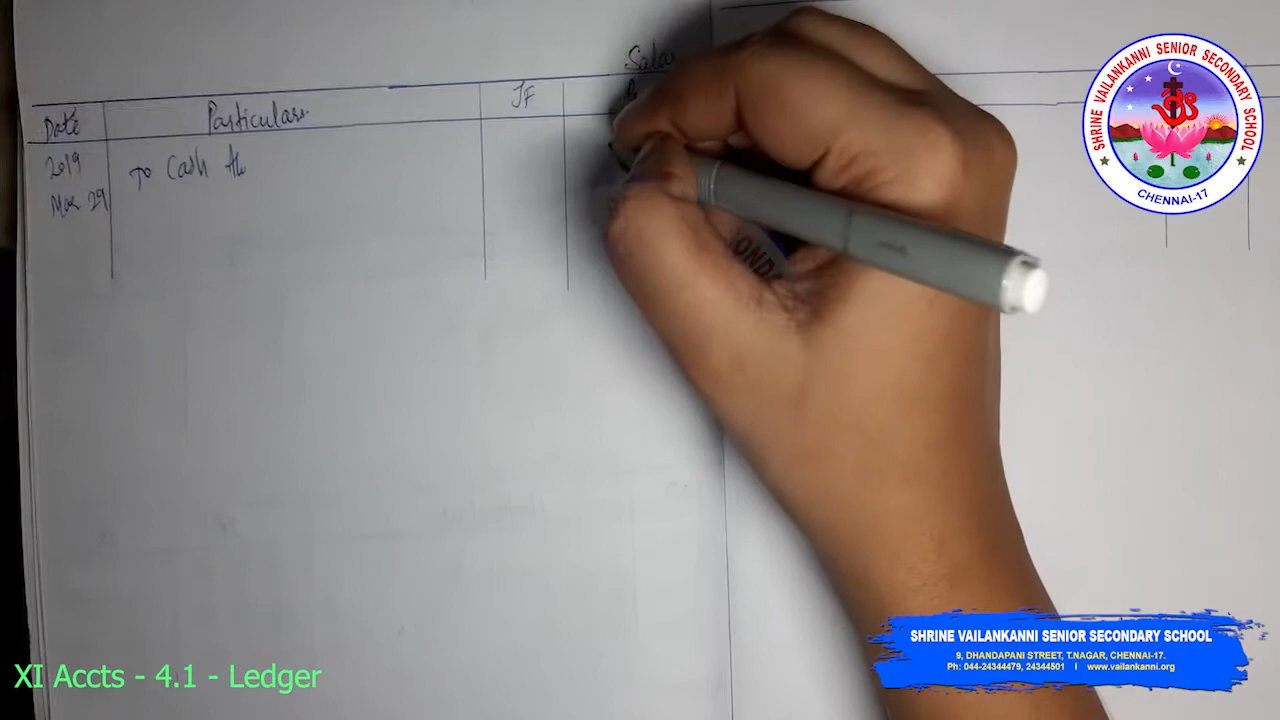 Sala
Date Particulars JF
2019 To Cash A/c
Mar 29
SHRINE VAILANKANNI SENIOR SECONDARY SCHOOL
CHENNAI-17
SHRINE VAILANKANNI SENIOR SECONDARY SCHOOL
9, DHANDAPANI STREET, T.NAGAR, CHENNAI-17.
Ph: 044-24344479, 24344501 I www.vailankanni.org
XI Accts - 4.1 - Ledger